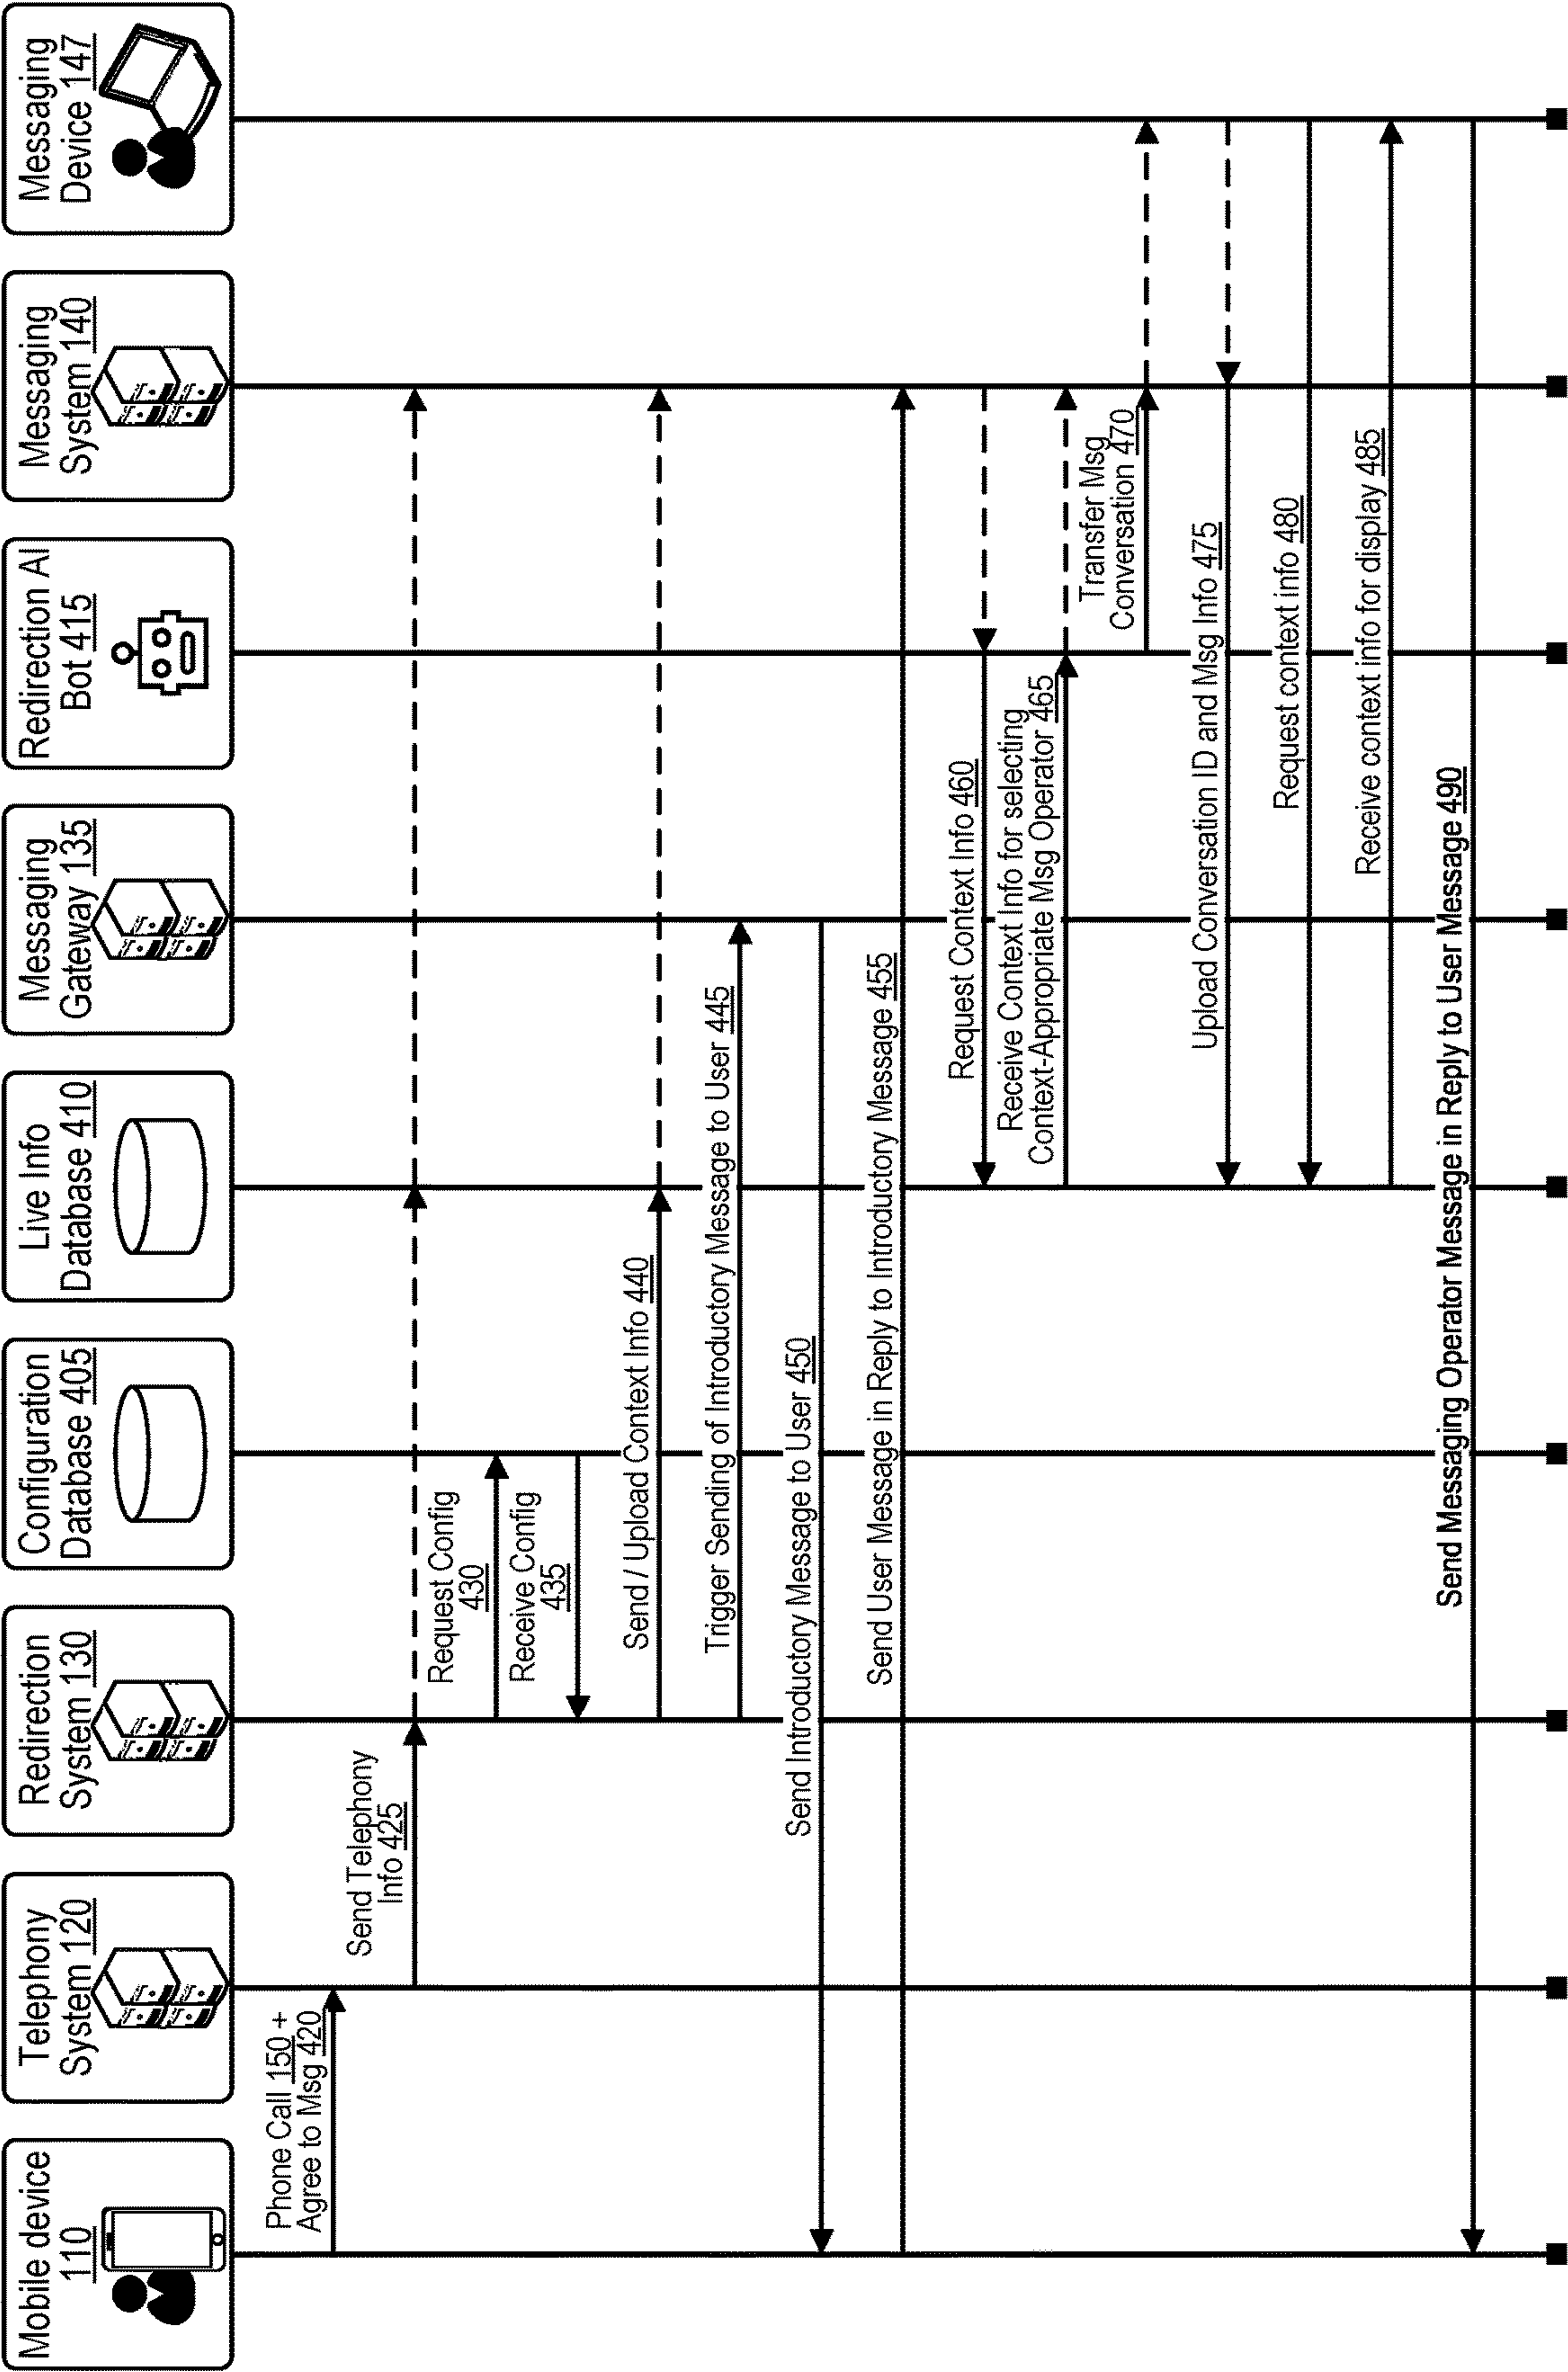 Mobile device
110
Telephony
System 120
Redirection
System 130
Configuration
Database 405
Live Info
Database 410
Messaging
Gateway 135
Redirection AI
Bot 415
Messaging
System 140
Messaging
Device 147
Phone Call 150 +
Agree to Msg 420
Send Telephony
Info 425
Request Config
430
Receive Config
435
Send / Upload Context Info 440
Trigger Sending of Introductory Message to User 445
Send Introductory Message to User 450
Send User Message in Reply to Introductory Message 455
Request Context Info 460
Receive Context Info for selecting
Context-Appropriate Msg Operator 465
Transfer Msg
Conversation 470
Upload Conversation ID and Msg Info 475
Request context info 480
Receive context info for display 485
Send Messaging Operator Message in Reply to User Message 490